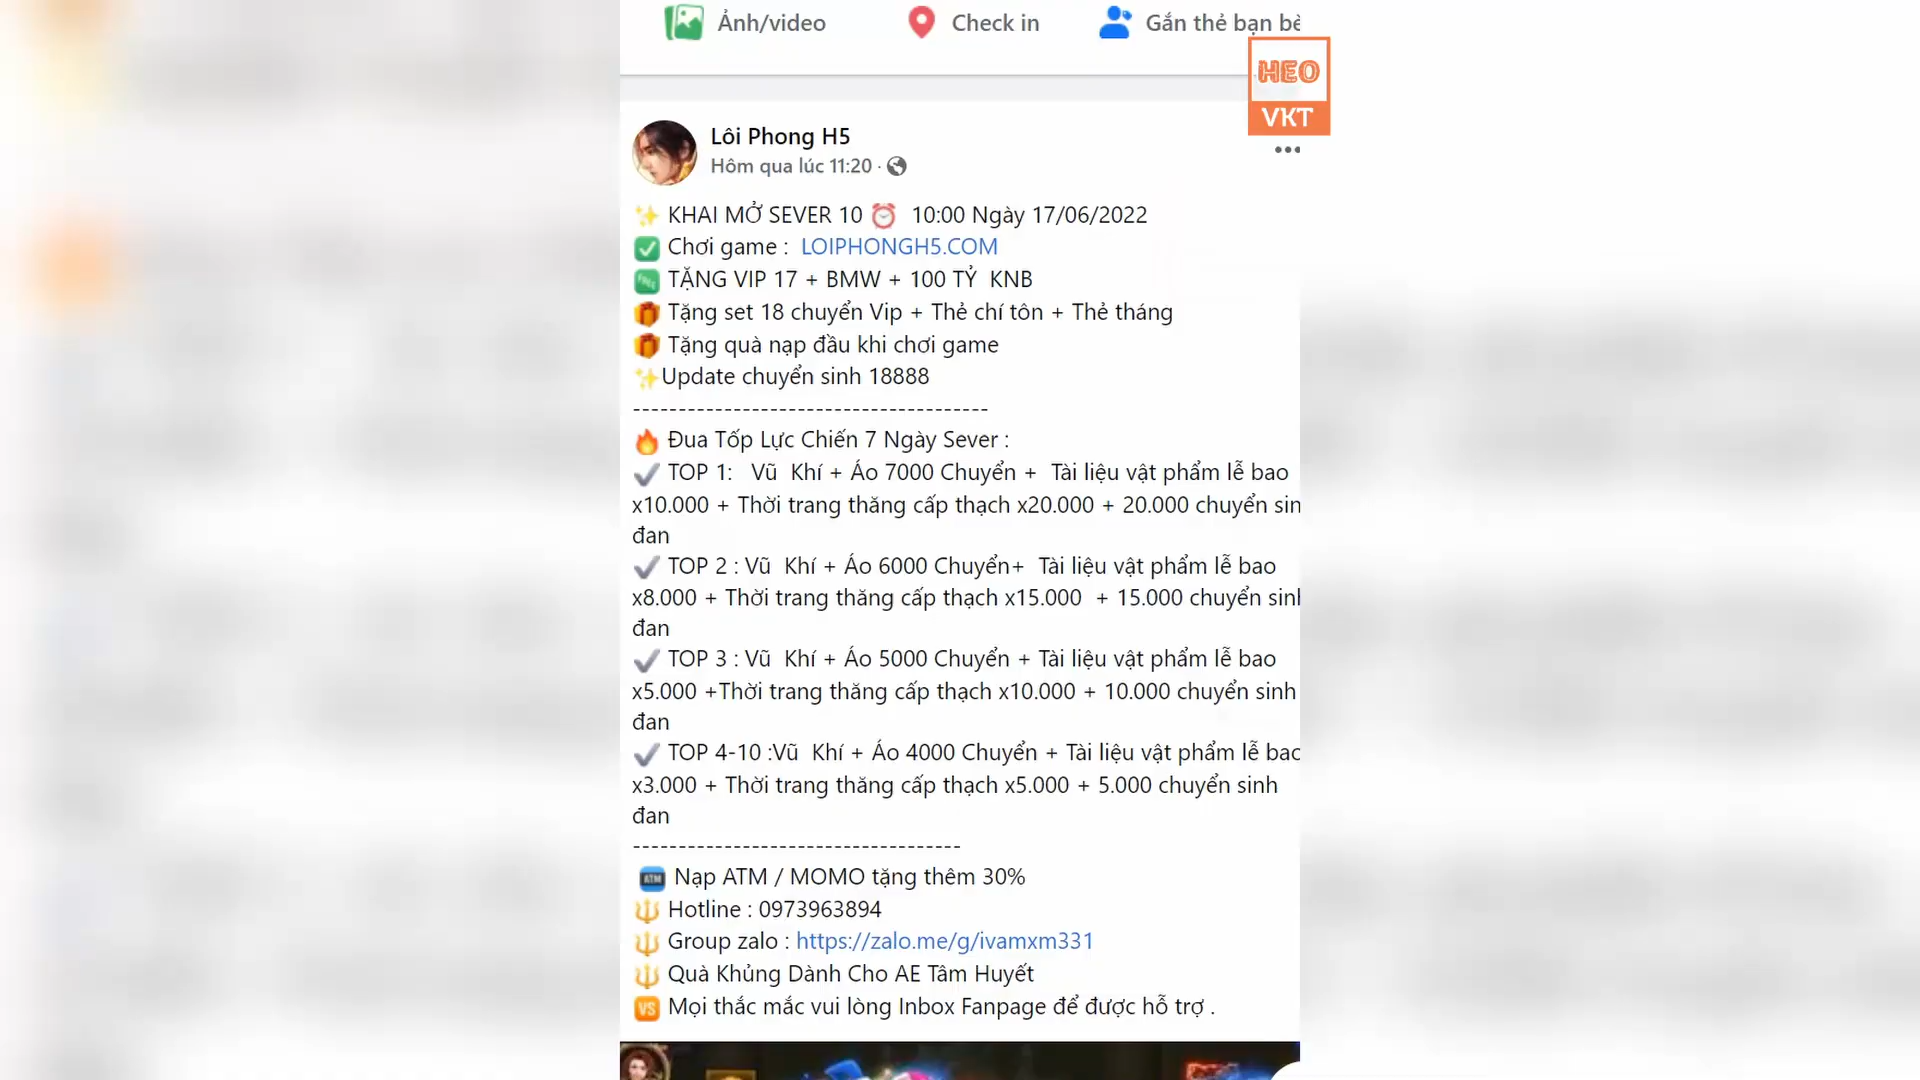 Ảnh/video Check in Gắn thẻ bạn bè
HEO
VKT
Lôi Phong H5
Hôm qua lúc 11:20 ·
KHAI MỞ SEVER 10 10:00 Ngày 17/06/2022
Chơi game : LOIPHONGH5.COM
FREE TẶNG VIP 17 + BMW + 100 TỶ KNB
Tặng set 18 chuyển Vip + Thẻ chí tôn + Thẻ tháng
Tặng quà nạp đầu khi chơi game
Update chuyển sinh 18888
---------------------------------------
Đua Tốp Lực Chiến 7 Ngày Sever :
TOP 1: Vũ Khí + Áo 7000 Chuyển + Tài liệu vật phẩm lễ bao
x10.000 + Thời trang thăng cấp thạch x20.000 + 20.000 chuyển sin
đan
TOP 2 : Vũ Khí + Áo 6000 Chuyển+ Tài liệu vật phẩm lễ bao
x8.000 + Thời trang thăng cấp thạch x15.000 + 15.000 chuyển sinh
đan
TOP 3 : Vũ Khí + Áo 5000 Chuyển + Tài liệu vật phẩm lễ bao
x5.000 +Thời trang thăng cấp thạch x10.000 + 10.000 chuyển sinh
đan
TOP 4-10 :Vũ Khí + Áo 4000 Chuyển + Tài liệu vật phẩm lễ bao
x3.000 + Thời trang thăng cấp thạch x5.000 + 5.000 chuyển sinh
đan
------------------------------------
ATM Nạp ATM / MOMO tặng thêm 30%
Hotline : 0973963894
Group zalo : https://zalo.me/g/ivamxm331
Quà Khủng Dành Cho AE Tâm Huyết
VS Mọi thắc mắc vui lòng Inbox Fanpage để được hỗ trợ .